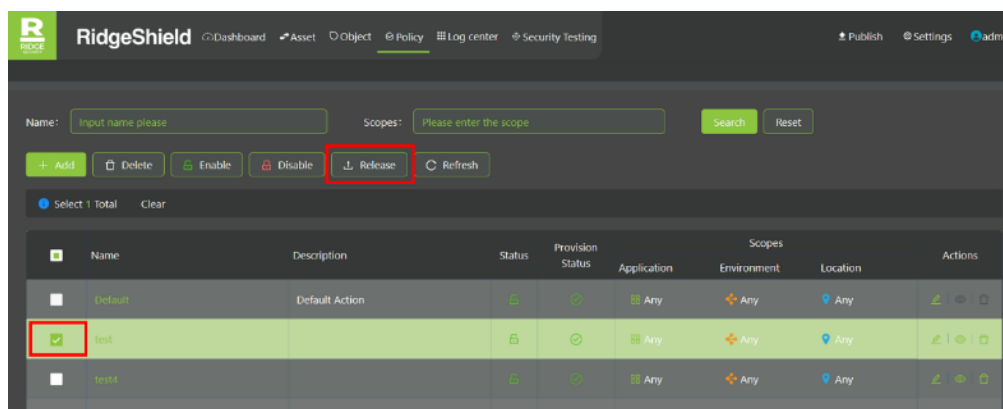 R
RIDGE
SECURITY
RidgeShield Dashboard Asset Object Policy Log center Security Testing Publish Settings adm
Name: Input name please Scopes: Please enter the scope Search Reset
+ Add Delete Enable Disable Release Refresh
Select 1 Total Clear
Name Description Status Provision Status Scopes Actions
Application Environment Location
Default Default Action Any Any Any
test Any Any Any
test4 Any Any Any